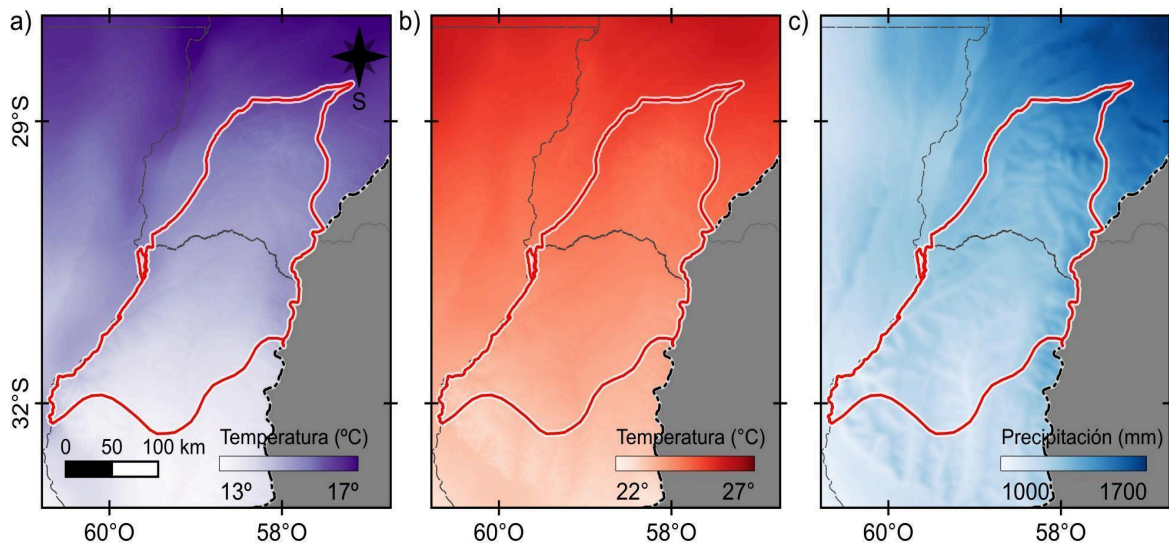 a)
b)
c)
S
29°S
32°S
0 50 100 km
Temperatura (ºC)
13° 17°
Temperatura (°C)
22° 27°
Precipitación (mm)
1000 1700
60°O 58°O
60°O 58°O
60°O 58°O